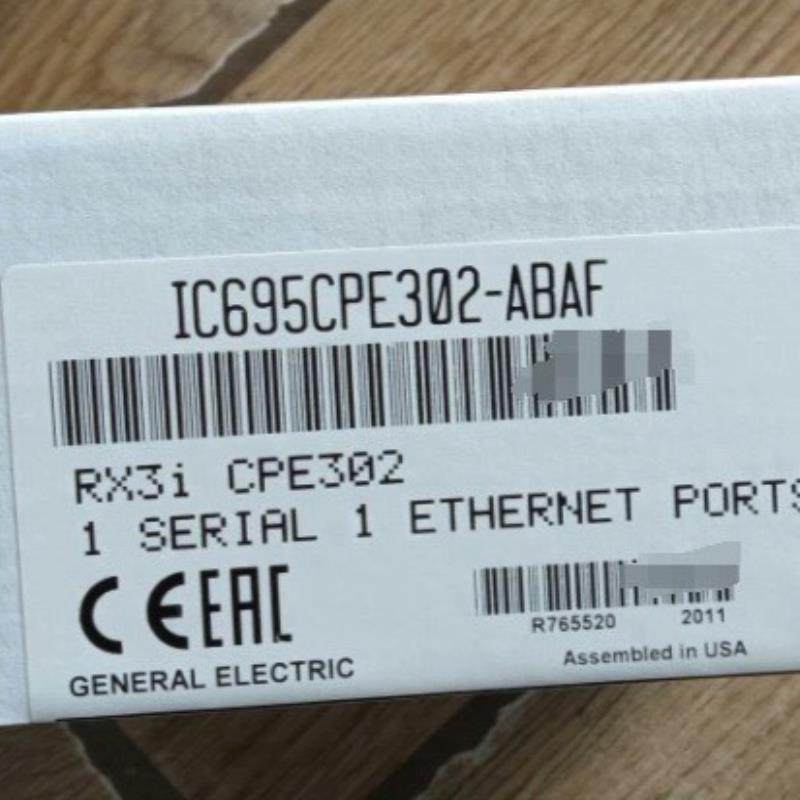 IC695CPE302-ABAF
RX3i CPE302
1 SERIAL 1 ETHERNET PORTS
CE EAC
R765520 2011
GENERAL ELECTRIC
Assembled in USA